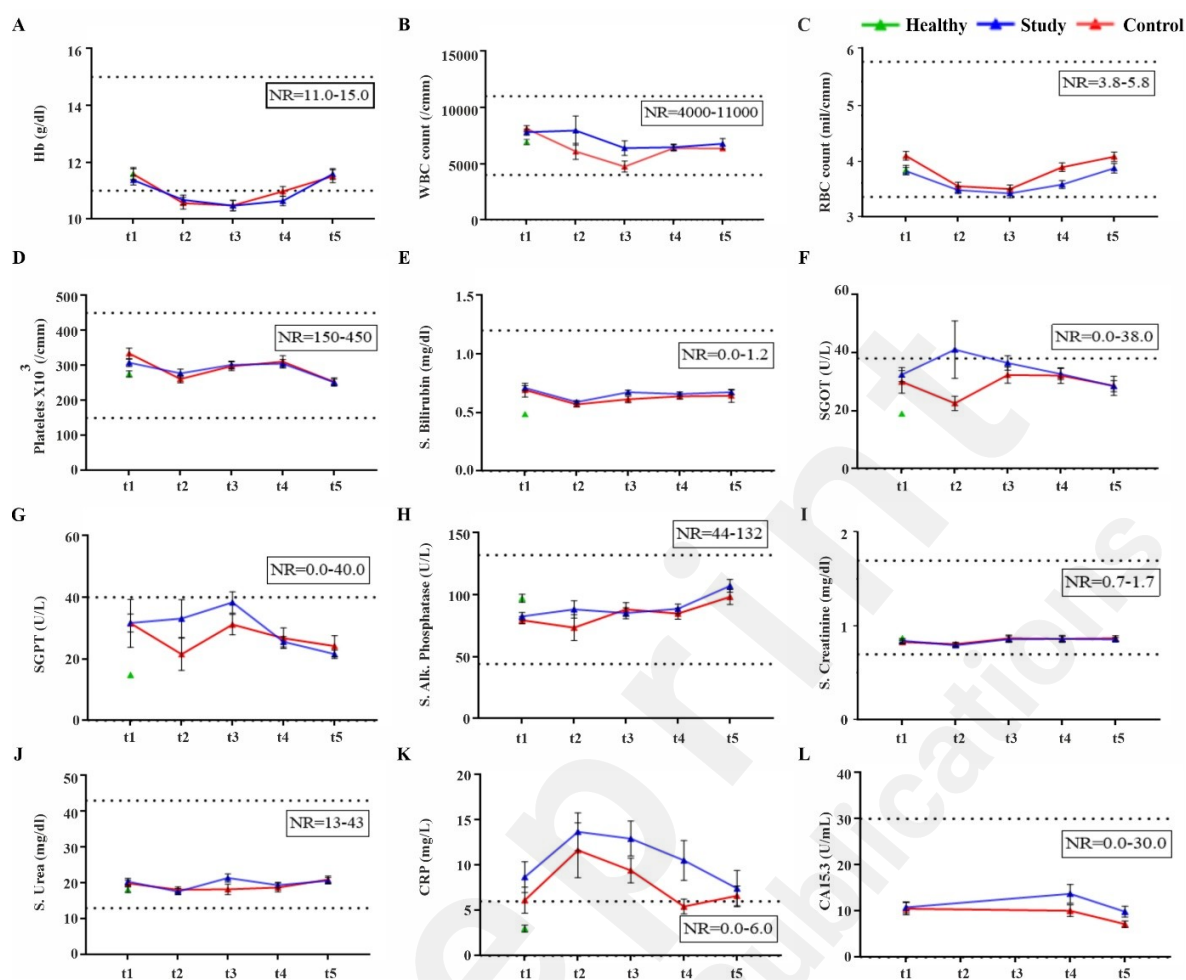 Healthy Study Control
A
16
15
14
13
12
11
10
Hb (g/dl)
NR=11.0-15.0
t1 t2 t3 t4 t5
B
15000
10000
5000
0
WBC count (/cmm)
NR=4000-11000
t1 t2 t3 t4 t5
C
6
5
4
3
RBC count (mil/cmm)
NR=3.8-5.8
t1 t2 t3 t4 t5
D
500
400
300
200
100
0
Platelets X10 3 (/cmm)
NR=150-450
t1 t2 t3 t4 t5
E
1.5
1.0
0.5
0.0
S. Bilirubin (mg/dl)
NR=0.0-1.2
t1 t2 t3 t4 t5
F
60
40
20
0
SGOT (U/L)
NR=0.0-38.0
t1 t2 t3 t4 t5
G
60
40
20
0
SGPT (U/L)
NR=0.0-40.0
t1 t2 t3 t4 t5
H
150
100
50
0
S. Alk. Phosphatase (U/L)
NR=44-132
t1 t2 t3 t4 t5
I
2
1
0
S. Creatinine (mg/dl)
NR=0.7-1.7
t1 t2 t3 t4 t5
J
50
40
30
20
10
0
S. Urea (mg/dl)
NR=13-43
t1 t2 t3 t4 t5
K
20
15
10
5
0
CRP (mg/L)
NR=0.0-6.0
t1 t2 t3 t4 t5
L
40
30
20
10
0
CA15.3 (U/mL)
NR=0.0-30.0
t1 t2 t3 t4 t5
eprint
Publications